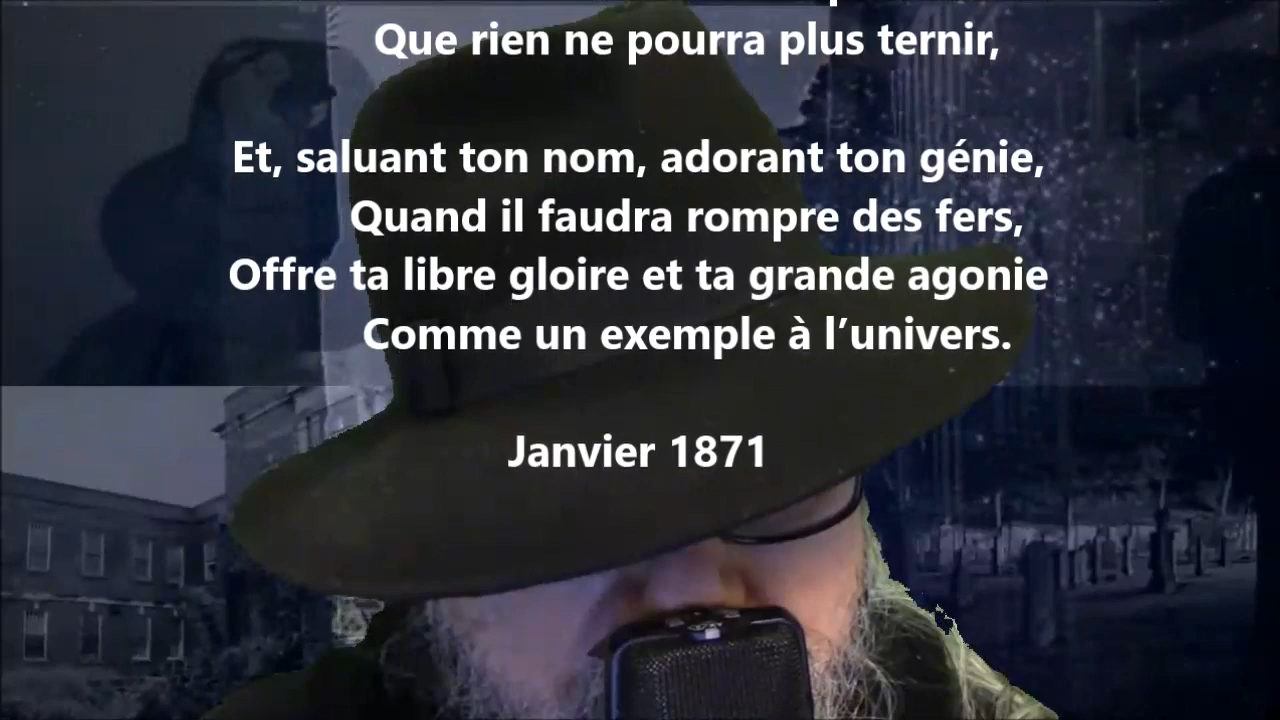 Que rien ne pourra plus ternir,
Et, saluant ton nom, adorant ton génie,
Quand il faudra rompre des fers,
Offre ta libre gloire et ta grande agonie
Comme un exemple à l’univers.
Janvier 1871